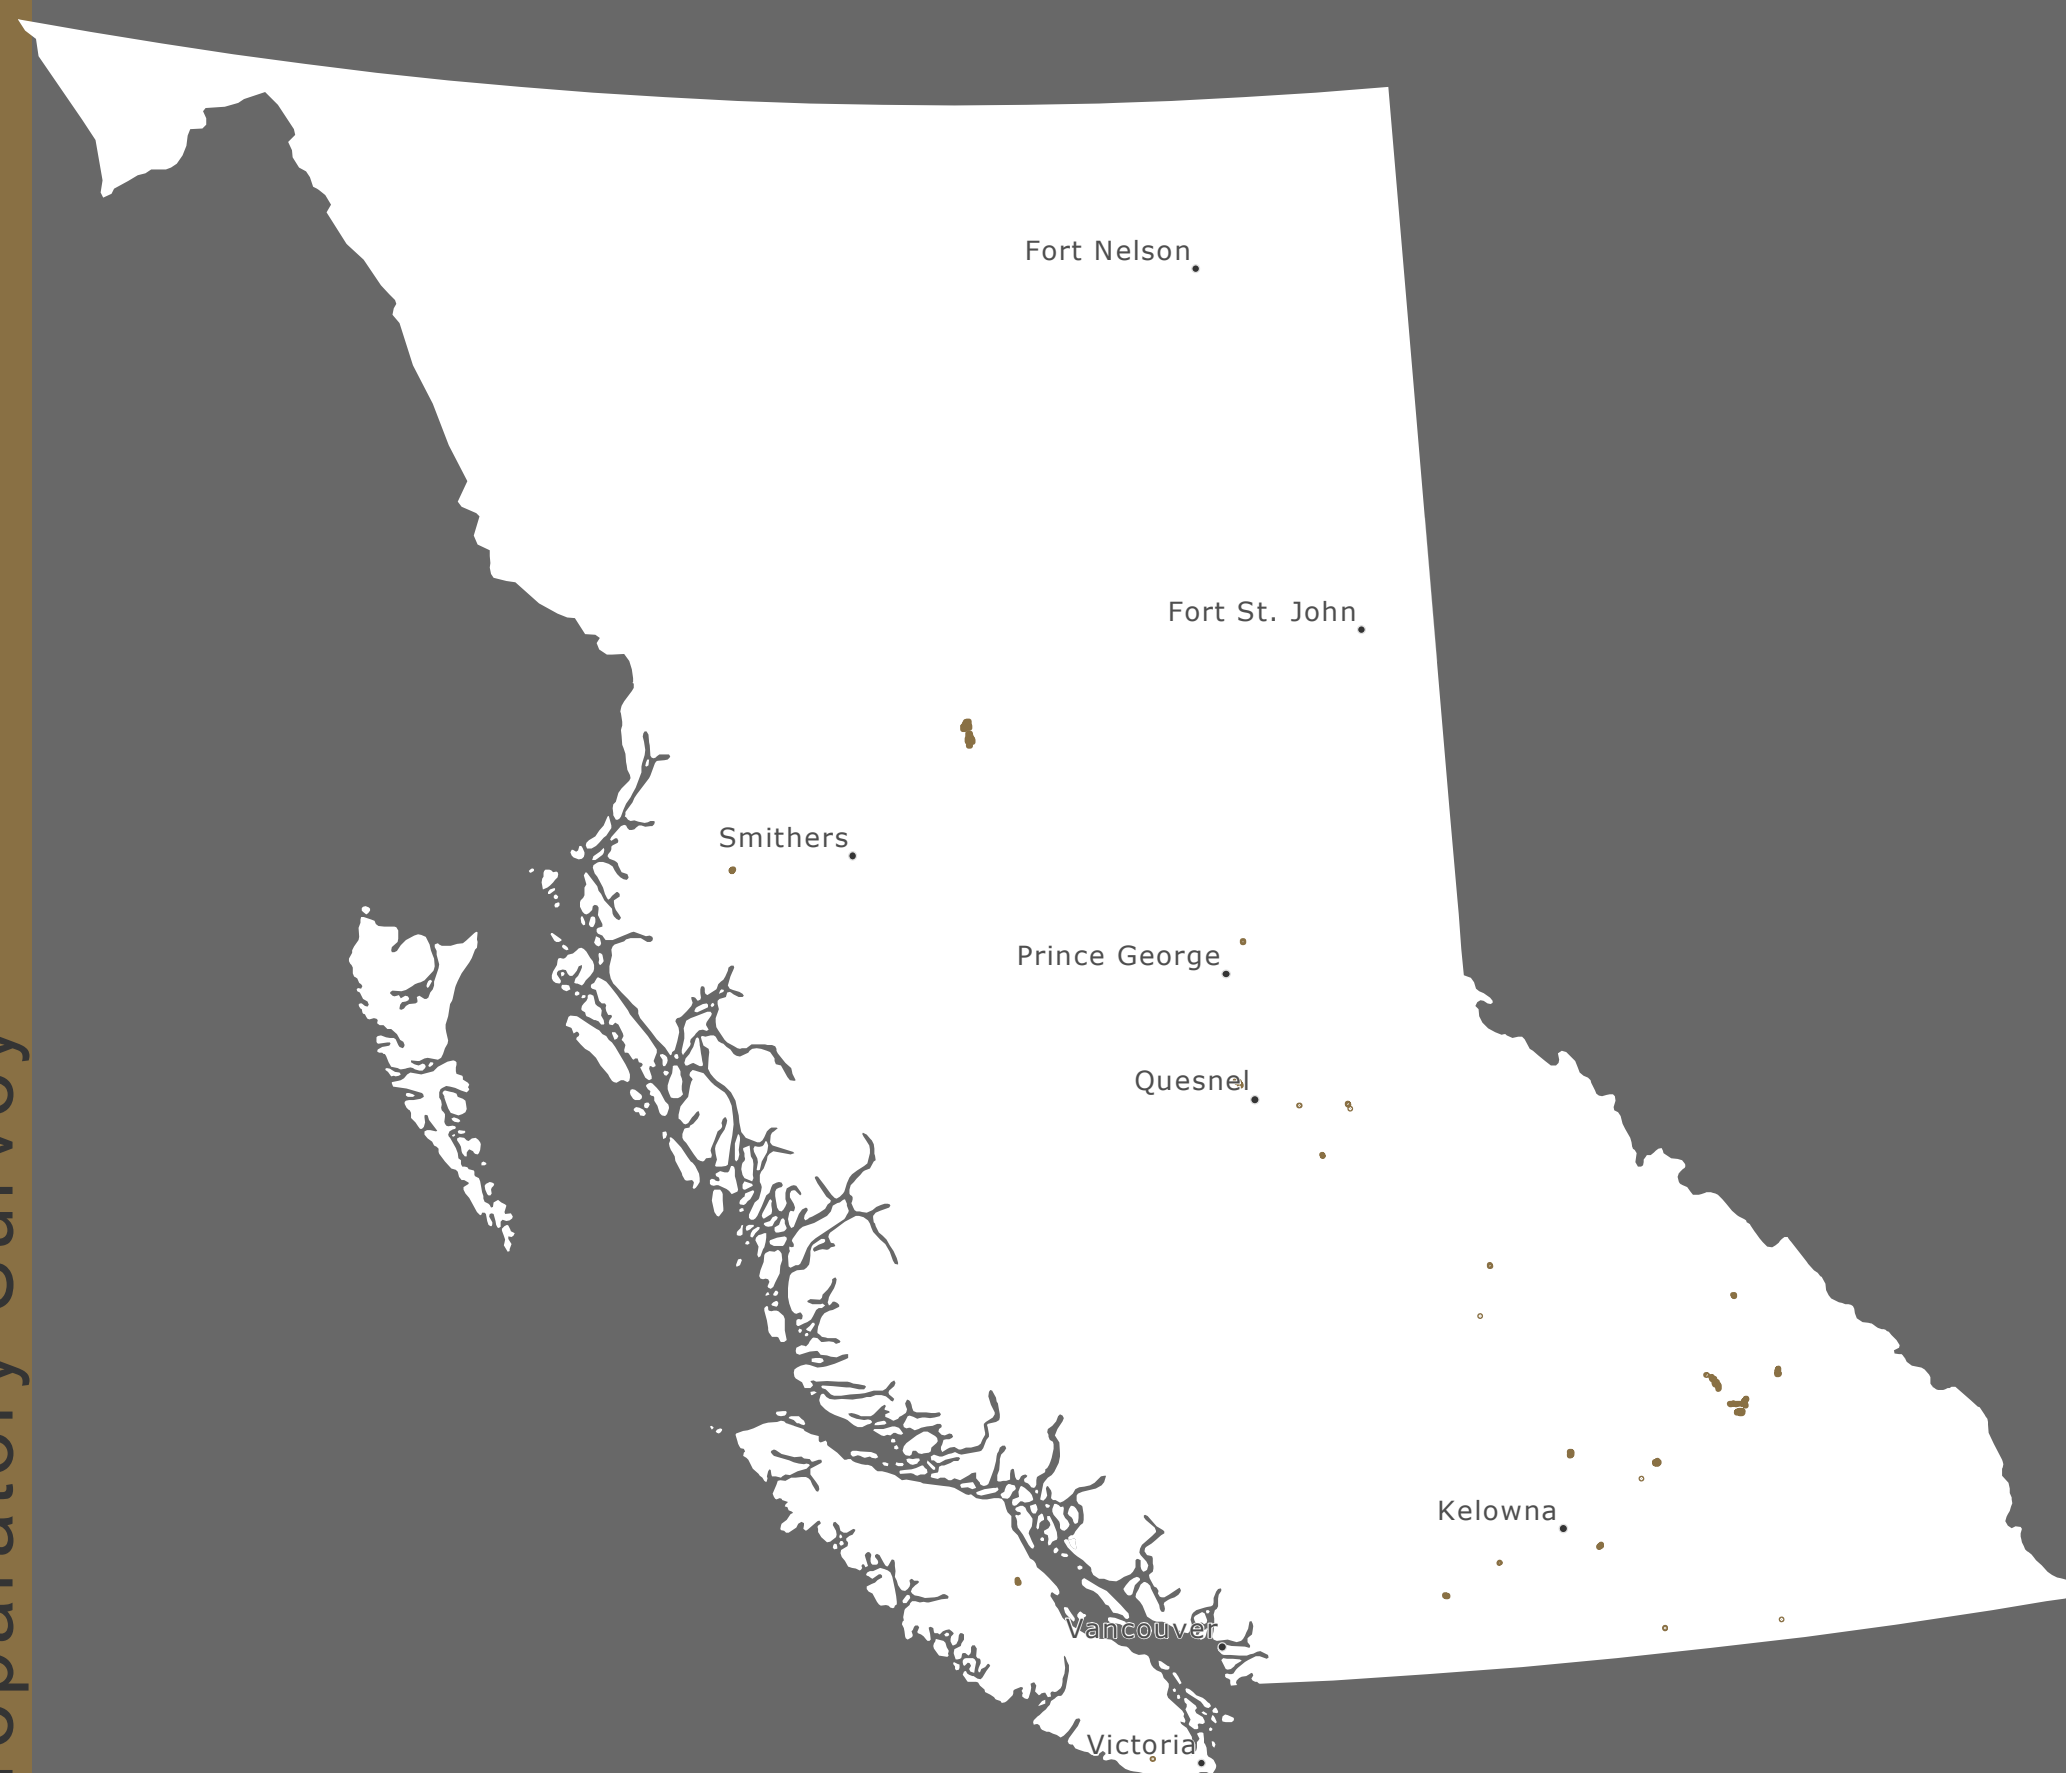 Fort Nelson
Fort St. John
Smithers
Prince George
Quesnel
Kelowna
Vancouver
Victoria